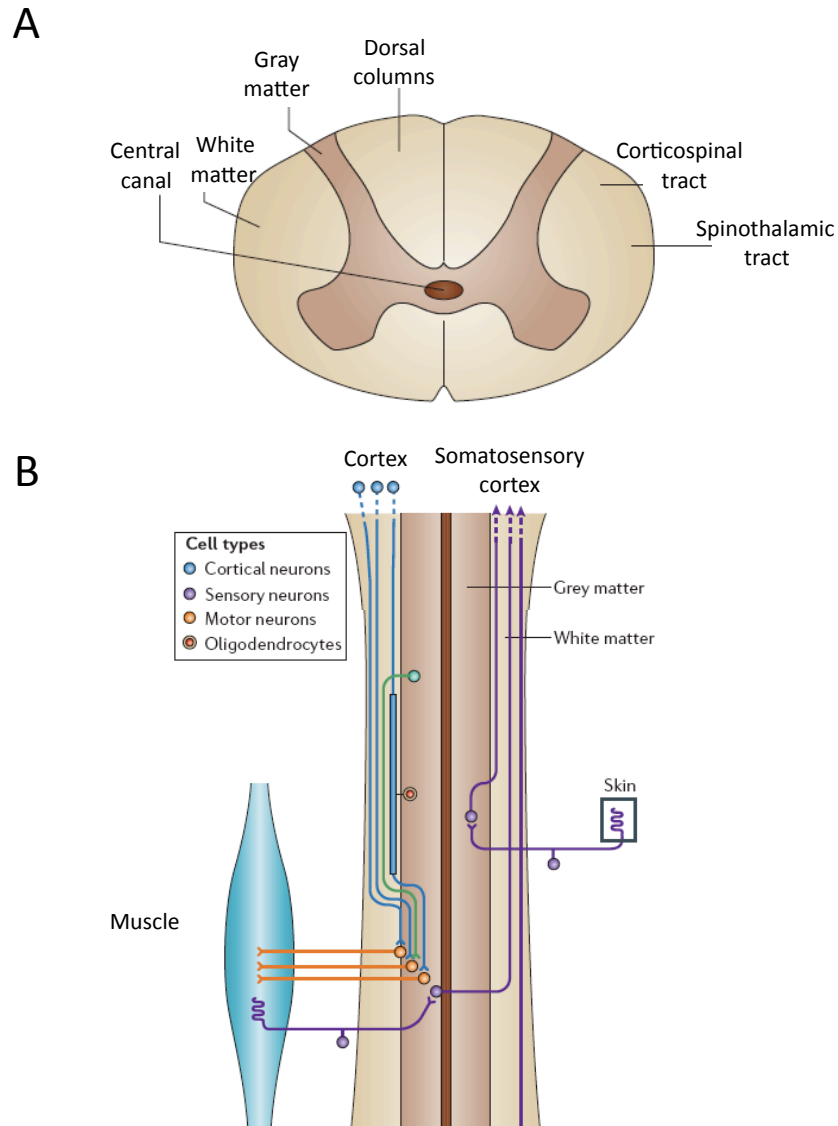 A
Dorsal
columns
Gray
matter
Central
canal
White
matter
Corticospinal
tract
Spinothalamic
tract
B
Cortex
Somatosensory
cortex
Cell types
Cortical neurons
Sensory neurons
Motor neurons
Oligodendrocytes
Grey matter
White matter
Skin
Muscle